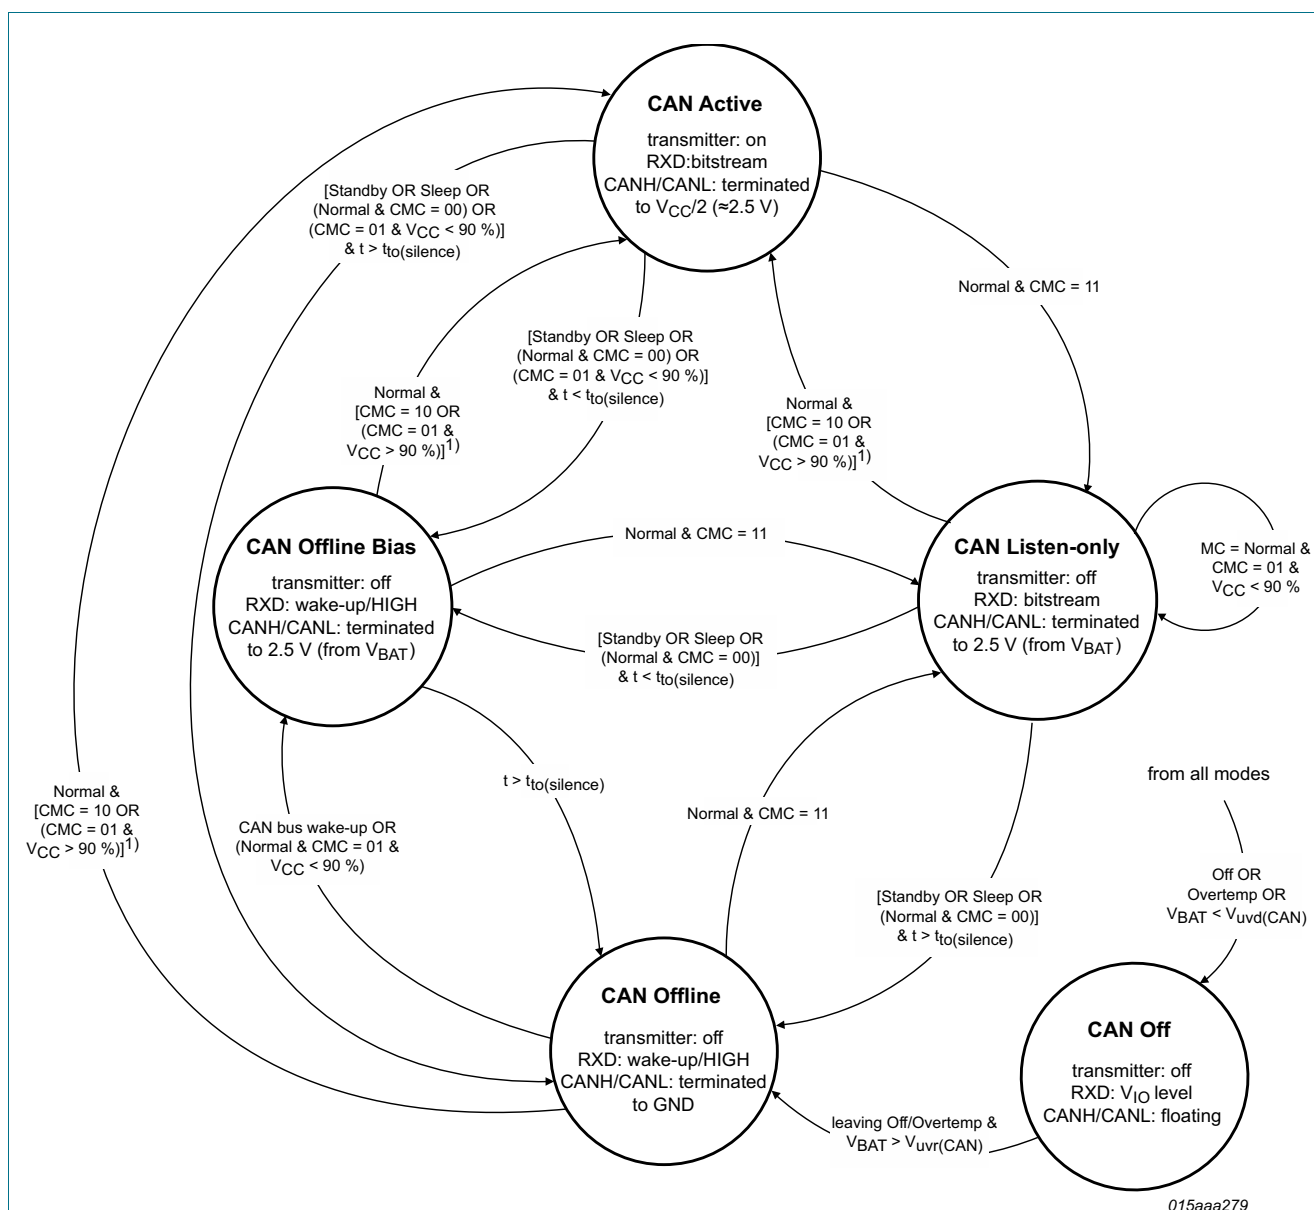 CAN Active
transmitter: on
RXD:bitstream
CANH/CANL: terminated
to VCC/2 (≈2.5 V)
[Standby OR Sleep OR
(Normal & CMC = 00) OR
(CMC = 01 & VCC < 90 %)]
& t > tto(silence)
Normal & CMC = 11
[Standby OR Sleep OR
(Normal & CMC = 00) OR
(CMC = 01 & VCC < 90 %)]
& t < tto(silence)
Normal &
[CMC = 10 OR
(CMC = 01 &
VCC > 90 %)]1)
Normal &
[CMC = 10 OR
(CMC = 01 &
VCC > 90 %)]1)
CAN Offline Bias
transmitter: off
RXD: wake-up/HIGH
CANH/CANL: terminated
to 2.5 V (from VBAT)
Normal & CMC = 11
CAN Listen-only
transmitter: off
RXD: bitstream
CANH/CANL: terminated
to 2.5 V (from VBAT)
MC = Normal &
CMC = 01 &
VCC < 90 %
[Standby OR Sleep OR
(Normal & CMC = 00)]
& t < tto(silence)
t > tto(silence)
from all modes
Normal &
[CMC = 10 OR
(CMC = 01 &
VCC > 90 %)]1)
CAN bus wake-up OR
(Normal & CMC = 01 &
VCC < 90 %)
Normal & CMC = 11
[Standby OR Sleep OR
(Normal & CMC = 00)]
& t > tto(silence)
Off OR
Overtemp OR
VBAT < Vuvd(CAN)
CAN Offline
transmitter: off
RXD: wake-up/HIGH
CANH/CANL: terminated
to GND
CAN Off
transmitter: off
RXD: VIO level
CANH/CANL: floating
leaving Off/Overtemp &
VBAT > Vuvr(CAN)
015aaa279